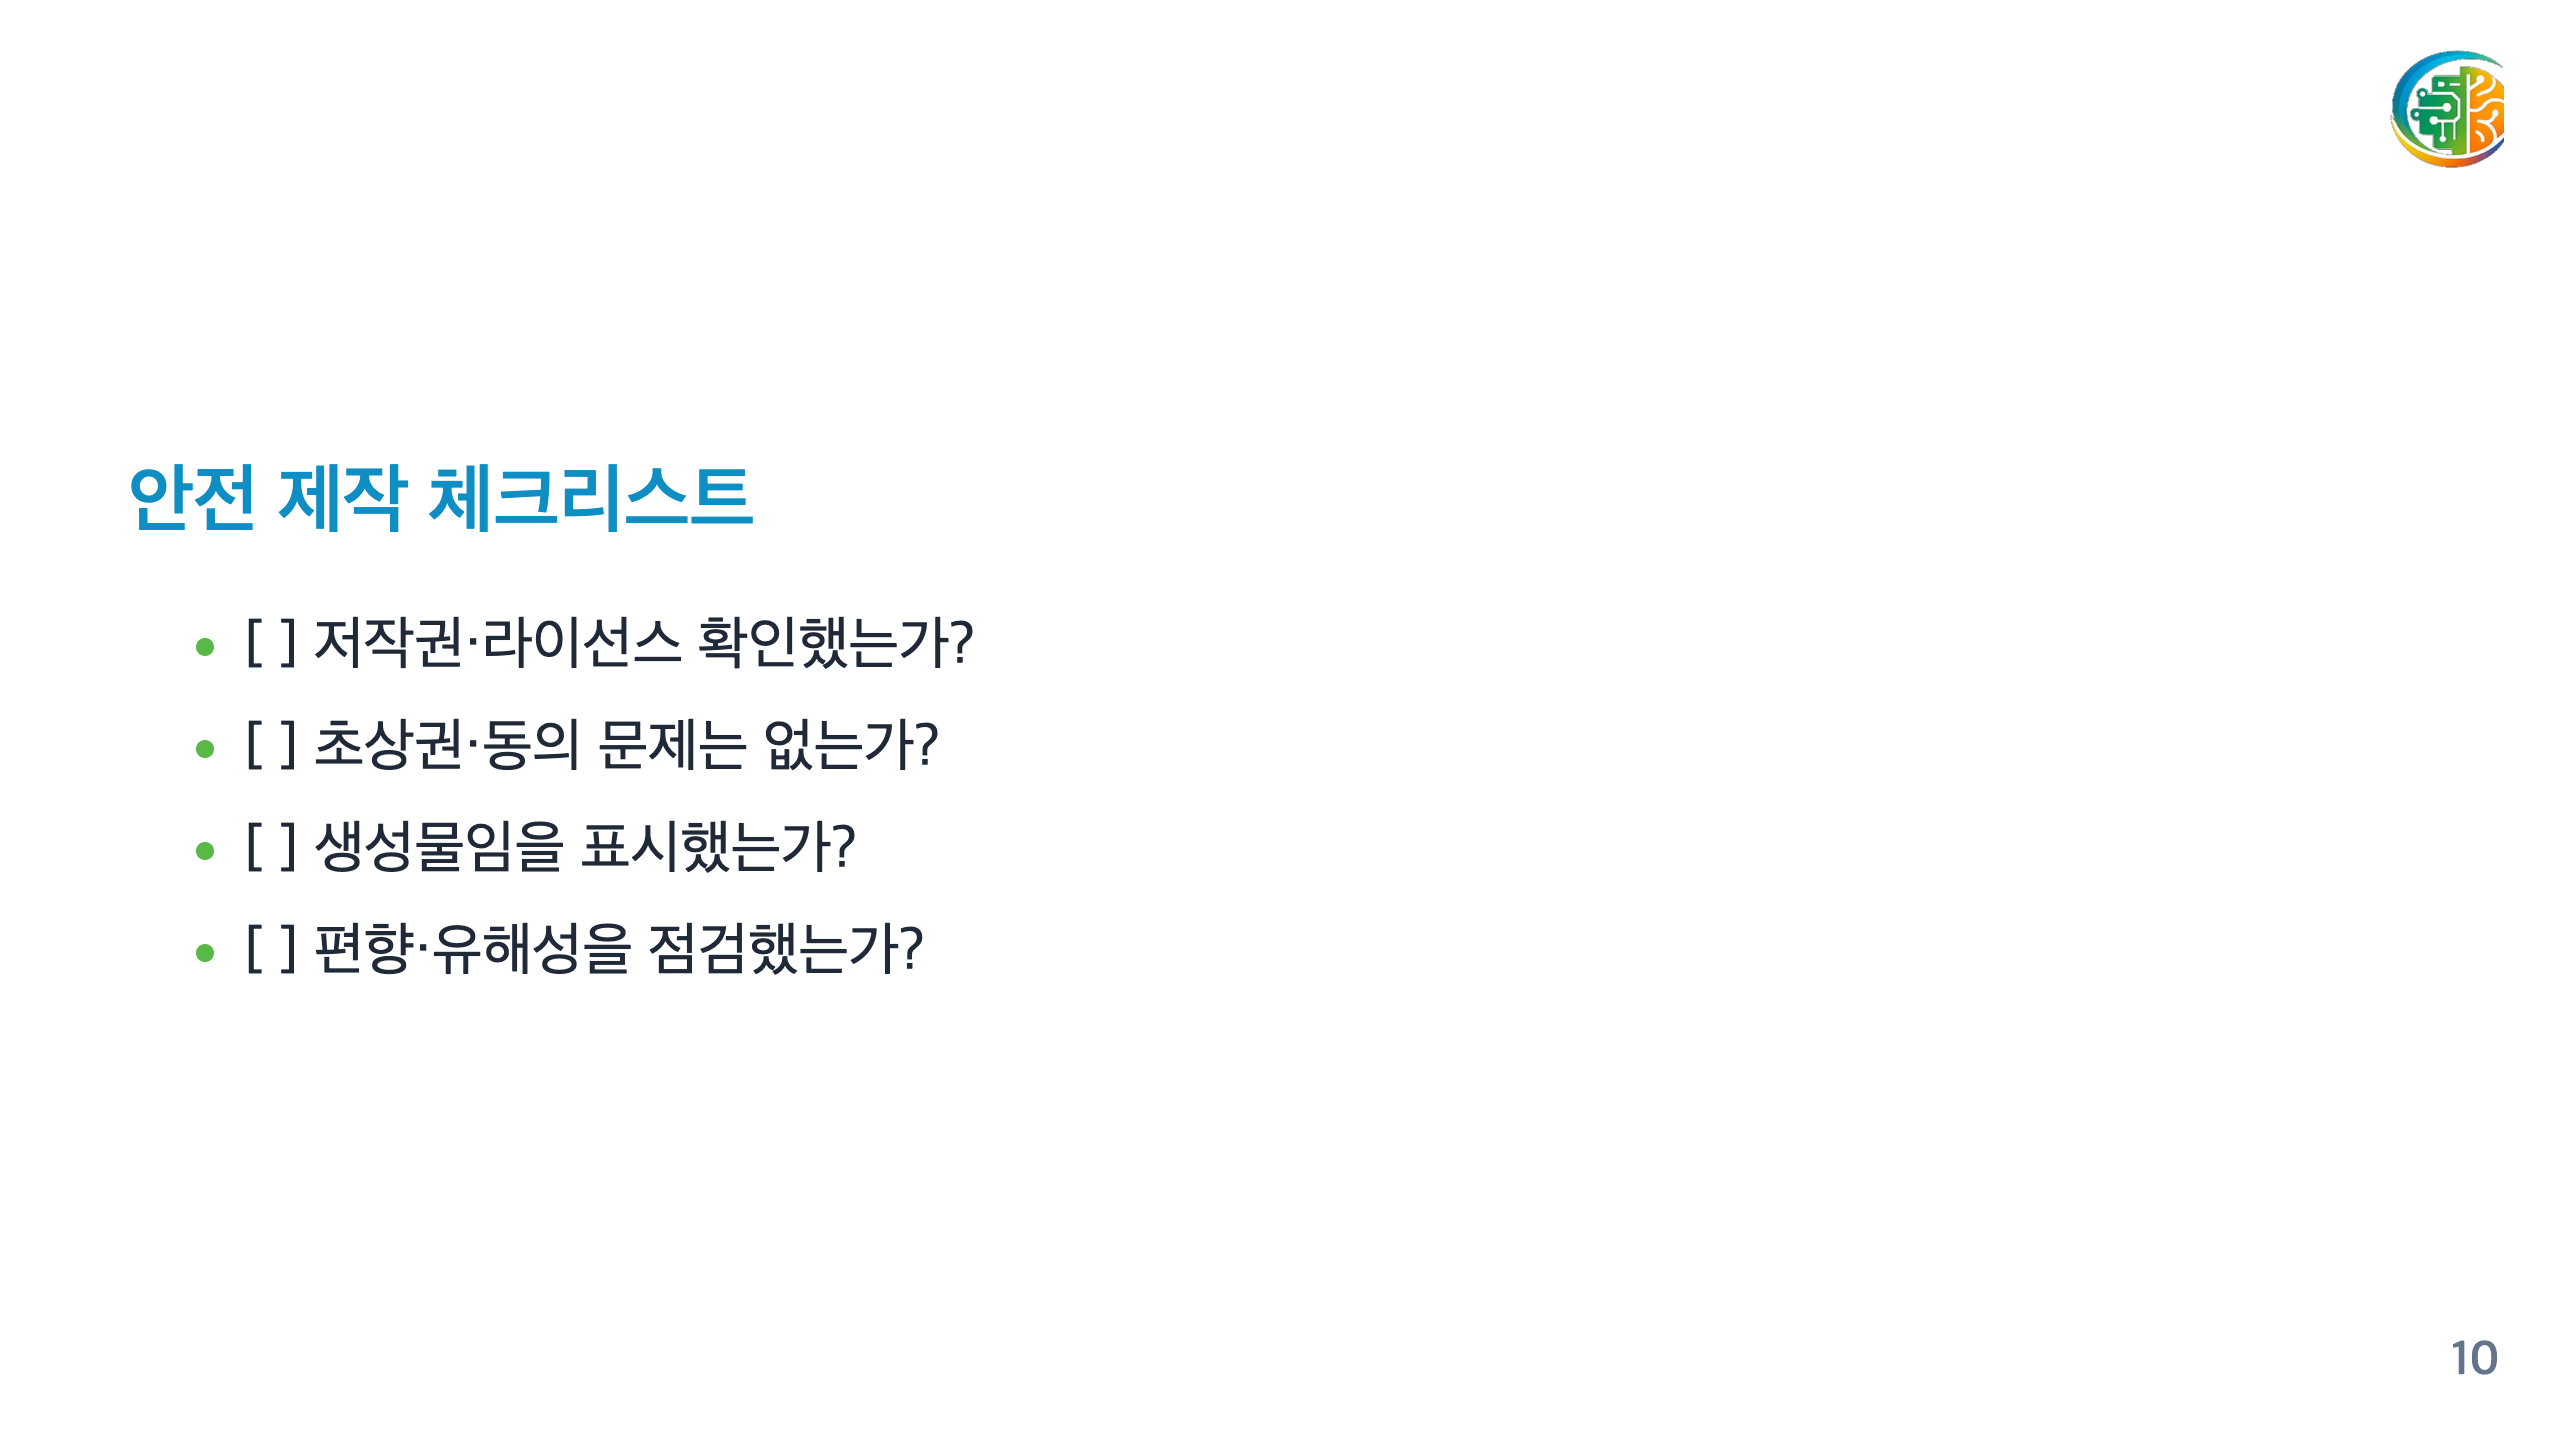 안전 제작 체크리스트
[ ] 저작권·라이선스 확인했는가?
[ ] 초상권·동의 문제는 없는가?
[ ] 생성물임을 표시했는가?
[ ] 편향·유해성을 점검했는가?
10